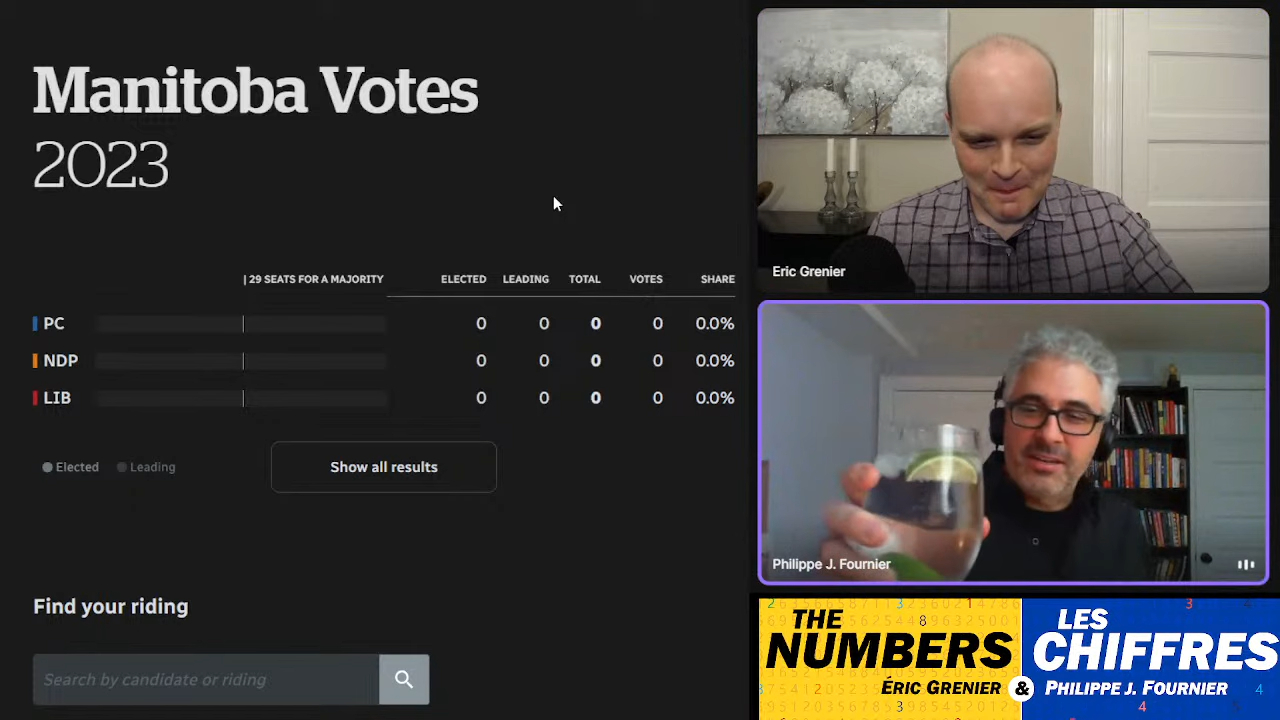 Manitoba Votes
2023
| 29 SEATS FOR A MAJORITY ELECTED LEADING TOTAL VOTES SHARE
PC 0 0 0 0 0.0%
NDP 0 0 0 0 0.0%
LIB 0 0 0 0 0.0%
Elected Leading
Show all results
Find your riding
Search by candidate or riding
Eric Grenier
Philippe J. Fournier
THE
NUMBERS
ÉRIC GRENIER
&
LES
CHIFFRES
PHILIPPE J. FOURNIER